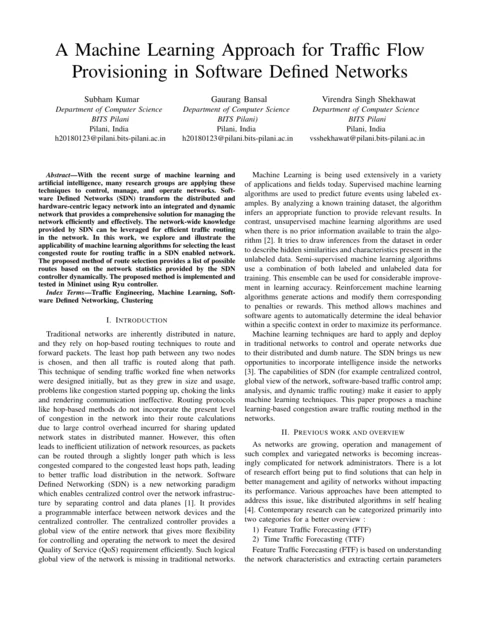 A Machine Learning Approach for Traffic Flow
Provisioning in Software Defined Networks
Subham Kumar
Department of Computer Science
BITS Pilani
Pilani, India
h20180123@pilani.bits-pilani.ac.in
Gaurang Bansal
Department of Computer Science
BITS Pilani)
Pilani, India
h20180123@pilani.bits-pilani.ac.in
Virendra Singh Shekhawat
Department of Computer Science
BITS Pilani
Pilani, India
vsshekhawat@pilani.bits-pilani.ac.in
Abstract—With the recent surge of machine learning and
artificial intelligence, many research groups are applying these
techniques to control, manage, and operate networks. Soft-
ware Defined Networks (SDN) transform the distributed and
hardware-centric legacy network into an integrated and dynamic
network that provides a comprehensive solution for managing the
network efficiently and effectively. The network-wide knowledge
provided by SDN can be leveraged for efficient traffic routing
in the network. In this work, we explore and illustrate the
applicability of machine learning algorithms for selecting the least
congested route for routing traffic in a SDN enabled network.
The proposed method of route selection provides a list of possible
routes based on the network statistics provided by the SDN
controller dynamically. The proposed method is implemented and
tested in Mininet using Ryu controller.
Index Terms—Traffic Engineering, Machine Learning, Soft-
ware Defined Networking, Clustering
I. Introduction
Traditional networks are inherently distributed in nature,
and they rely on hop-based routing techniques to route and
forward packets. The least hop path between any two nodes
is chosen, and then all traffic is routed along that path.
This technique of sending traffic worked fine when networks
were designed initially, but as they grew in size and usage,
problems like congestion started popping up, choking the links
and rendering communication ineffective. Routing protocols
like hop-based methods do not incorporate the present level
of congestion in the network into their route calculations
due to large control overhead incurred for sharing updated
network states in distributed manner. However, this often
leads to inefficient utilization of network resources, as packets
can be routed through a slightly longer path which is less
congested compared to the congested least hops path, leading
to better traffic load distribution in the network. Software
Defined Networking (SDN) is a new networking paradigm
which enables centralized control over the network infrastruc-
ture by separating control and data planes [1]. It provides
a programmable interface between network devices and the
centralized controller. The centralized controller provides a
global view of the entire network that gives more flexibility
for controlling and operating the network to meet the desired
Quality of Service (QoS) requirement efficiently. Such logical
global view of the network is missing in traditional networks.
Machine Learning is being used extensively in a variety
of applications and fields today. Supervised machine learning
algorithms are used to predict future events using labeled ex-
amples. By analyzing a known training dataset, the algorithm
infers an appropriate function to provide relevant results. In
contrast, unsupervised machine learning algorithms are used
when there is no prior information available to train the algo-
rithm [2]. It tries to draw inferences from the dataset in order
to describe hidden similarities and characteristics present in the
unlabeled data. Semi-supervised machine learning algorithms
use a combination of both labeled and unlabeled data for
training. This ensemble can be used for considerable improve-
ment in learning accuracy. Reinforcement machine learning
algorithms generate actions and modify them corresponding
to penalties or rewards. This method allows machines and
software agents to automatically determine the ideal behavior
within a specific context in order to maximize its performance.
Machine learning techniques are hard to apply and deploy
in traditional networks to control and operate networks due
to their distributed and dumb nature. The SDN brings us new
opportunities to incorporate intelligence inside the networks
[3]. The capabilities of SDN (for example centralized control,
global view of the network, software-based traffic control amp;
analysis, and dynamic traffic routing) make it easier to apply
machine learning techniques. This paper proposes a machine
learning-based congestion aware traffic routing method in the
networks.
II. Previous work and overview
As networks are growing, operation and management of
such complex and variegated networks is becoming increas-
ingly complicated for network administrators. There is a lot
of research effort being put to find solutions that can help in
better management and agility of networks without impacting
its performance. Various approaches have been attempted to
address this issue, like distributed algorithms in self healing
[4]. Contemporary research can be categorized primarily into
two categories for a better overview :
1) Feature Traffic Forecasting (FTF)
2) Time Traffic Forecasting (TTF)
Feature Traffic Forecasting (FTF) is based on understanding
the network characteristics and extracting certain parameters